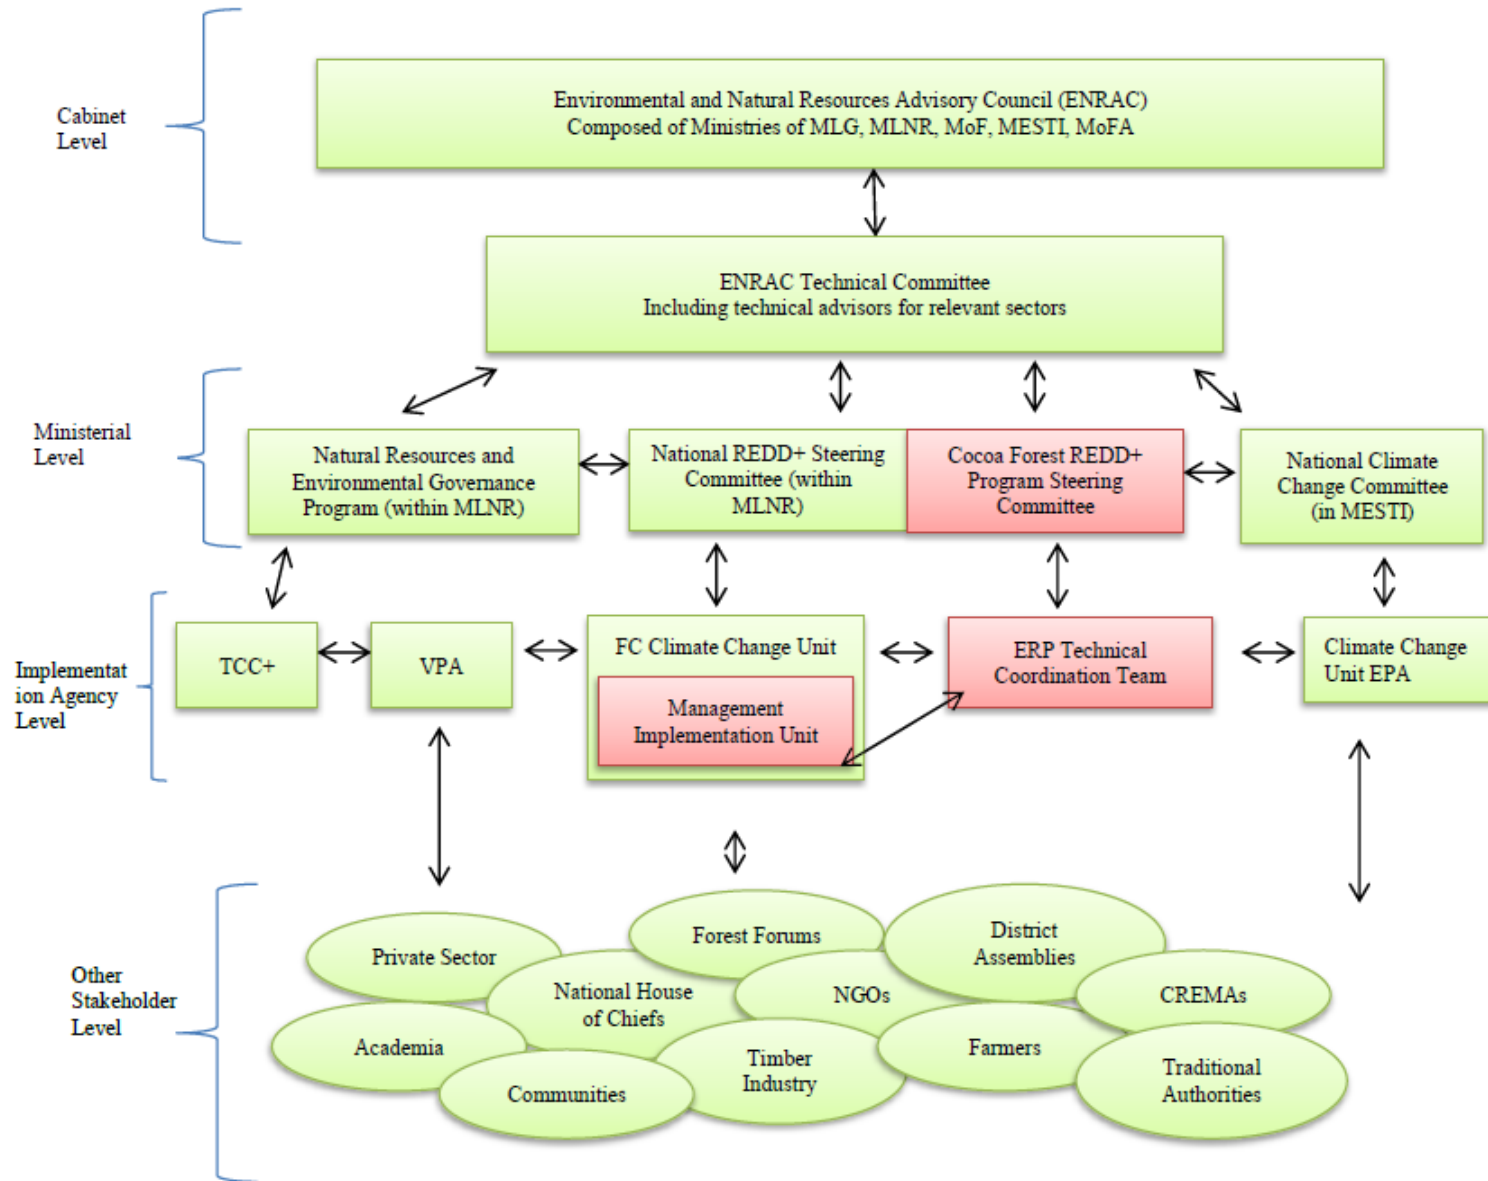 Cabinet
Level
Environmental and Natural Resources Advisory Council (ENRAC)
Composed of Ministries of MLG, MLNR, MoF, MESTI, MoFA
ENRAC Technical Committee
Including technical advisors for relevant sectors
Ministerial
Level
Natural Resources and
Environmental Governance
Program (within MLNR)
National REDD+ Steering
Committee (within
MLNR)
Cocoa Forest REDD+
Program Steering
Committee
National Climate
Change Committee
(in MESTI)
Implementat
ion Agency
Level
TCC+
VPA
FC Climate Change Unit
Management
Implementation Unit
ERP Technical
Coordination Team
Climate Change
Unit EPA
Other
Stakeholder
Level
Private Sector
Forest Forums
District
Assemblies
National House
of Chiefs
NGOs
CREMAs
Academia
Timber
Industry
Farmers
Communities
Traditional
Authorities